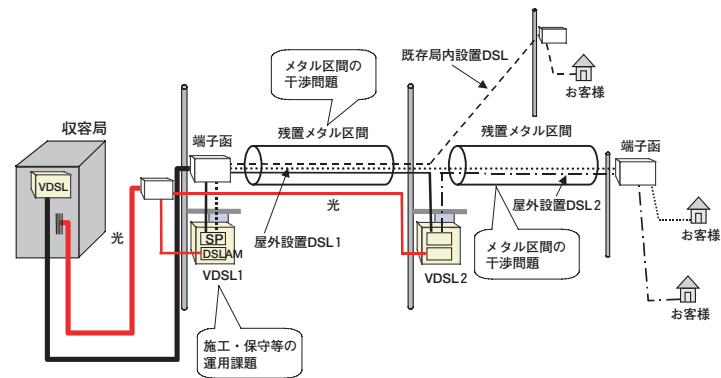 既存局内設置DSL
お客様
メタル区間の
干渉問題
収容局
端子函
残置メタル区間
残置メタル区間
端子函
VDSL
光
光
屋外設置DSL1
屋外設置DSL2
SP
DSLAM
VDSL1
VDSL2
メタル区間の
干渉問題
お客様
お客様
施工・保守等の
運用課題